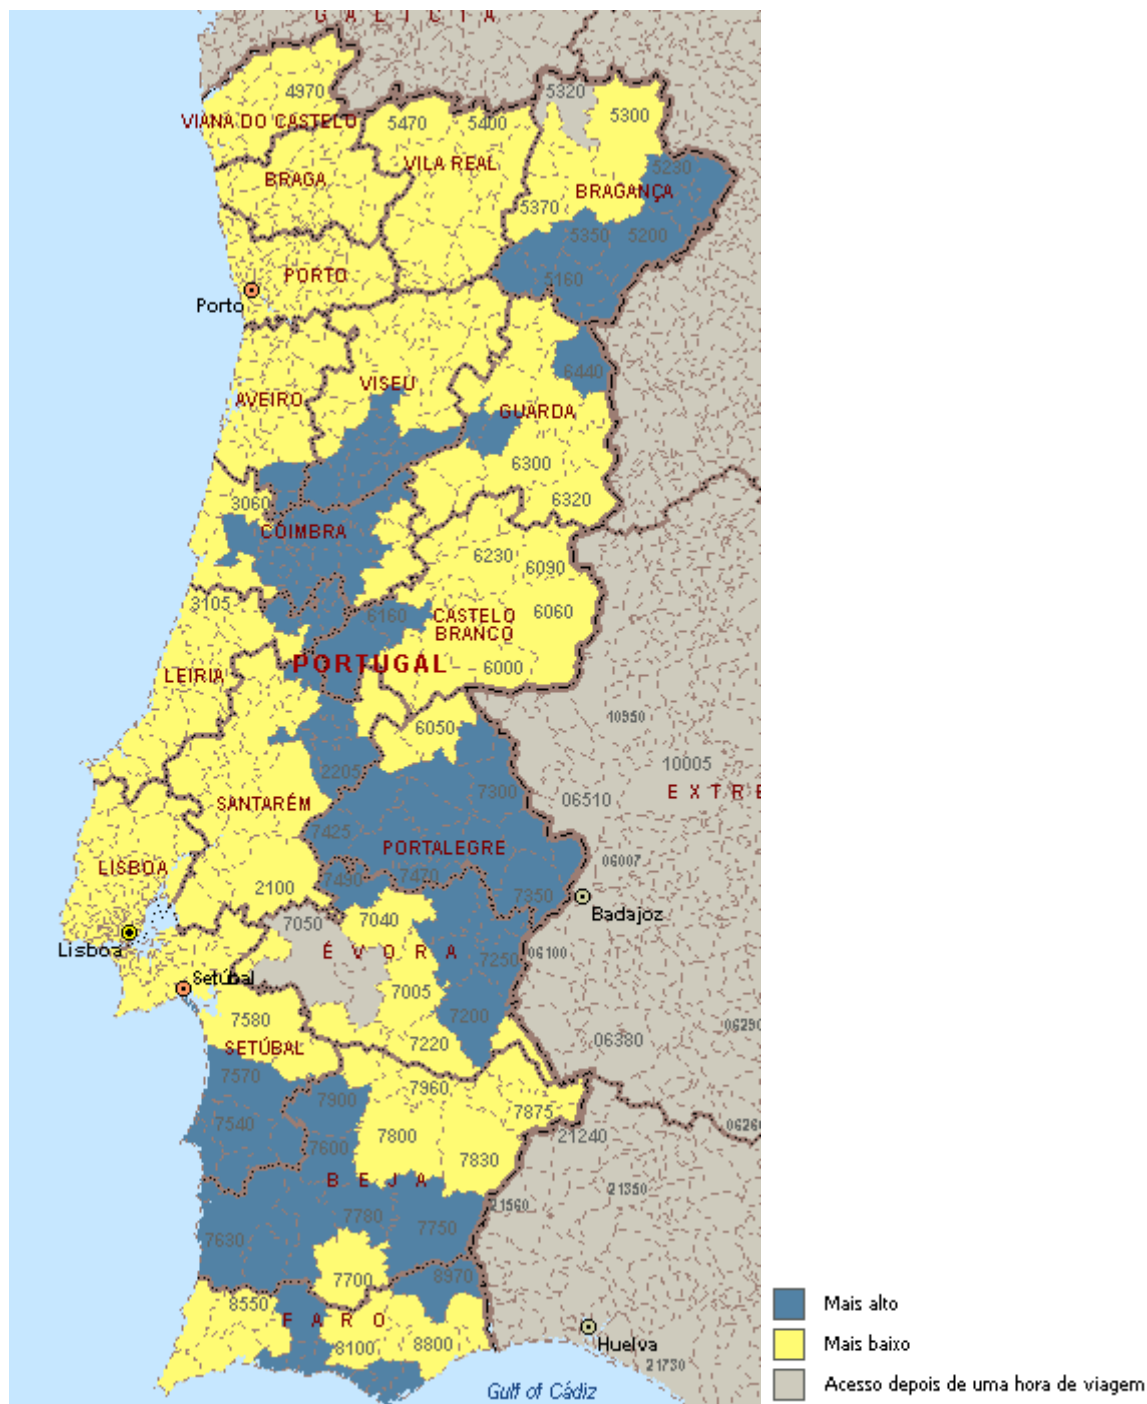 GALICIA
4970
5320
5300
VIANA DO CASTELO
5470
5400
VILA REAL
5230
BRAGA
BRAGANÇA
5370
5350
5200
PORTO
5160
Porto
6440
VISEU
AVEIRO
GUARDA
6300
3060
6320
COIMBRA
6230
6090
3105
6160
CASTELO
BRANCO
6060
PORTUGAL
6000
LEIRIA
10950
6050
10005
2205
7300
EXTRE
06510
SANTARÉM
7425
PORTALEGRE
06007
LISBOA
7490
7470
2100
7350
Badajoz
7050
7040
Lisboa
ÉVORA
7250
06100
Setúbal
7005
7580
7200
06290
7220
06380
SETÚBAL
7570
7960
7900
7875
7540
06260
7600
7800
21240
7830
BEJA
21350
21560
7780
7750
7630
7700
8970
8550
FARO
8100
8800
Huelva
21730
Gulf of Cádiz
Mais alto
Mais baixo
Acesso depois de uma hora de viagem